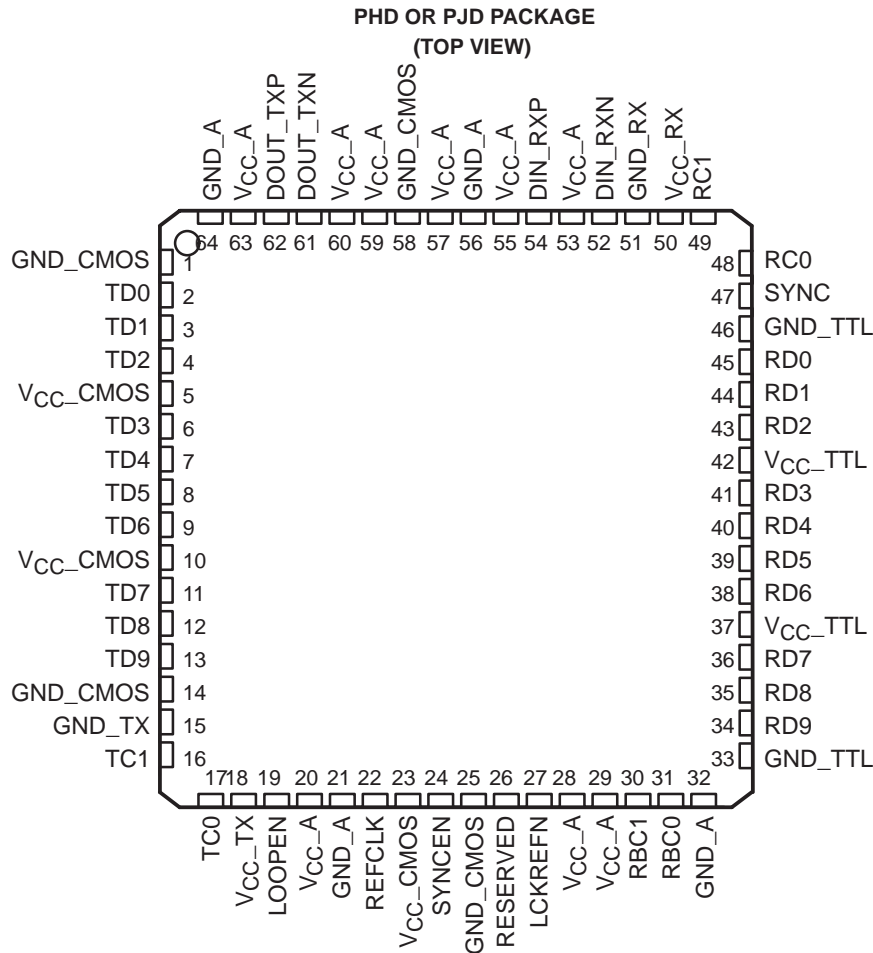 PHD OR PJD PACKAGE
(TOP VIEW)
GND_A
VCC_A
DOUT_TXP
DOUT_TXN
VCC_A
VCC_A
GND_CMOS
VCC_A
GND_A
VCC_A
DIN_RXP
VCC_A
DIN_RXN
GND_RX
VCC_RX
RC1
64 63 62 61 60 59 58 57 56 55 54 53 52 51 50 49
GND_CMOS 1
TD0 2
TD1 3
TD2 4
VCC_CMOS 5
TD3 6
TD4 7
TD5 8
TD6 9
VCC_CMOS 10
TD7 11
TD8 12
TD9 13
GND_CMOS 14
GND_TX 15
TC1 16
48 RC0
47 SYNC
46 GND_TTL
45 RD0
44 RD1
43 RD2
42 VCC_TTL
41 RD3
40 RD4
39 RD5
38 RD6
37 VCC_TTL
36 RD7
35 RD8
34 RD9
33 GND_TTL
17 18 19 20 21 22 23 24 25 26 27 28 29 30 31 32
TC0
VCC_TX
LOOPEN
VCC_A
GND_A
REFCLK
VCC_CMOS
SYNCEN
GND_CMOS
RESERVED
LCKREFN
VCC_A
VCC_A
RBC1
RBC0
GND_A